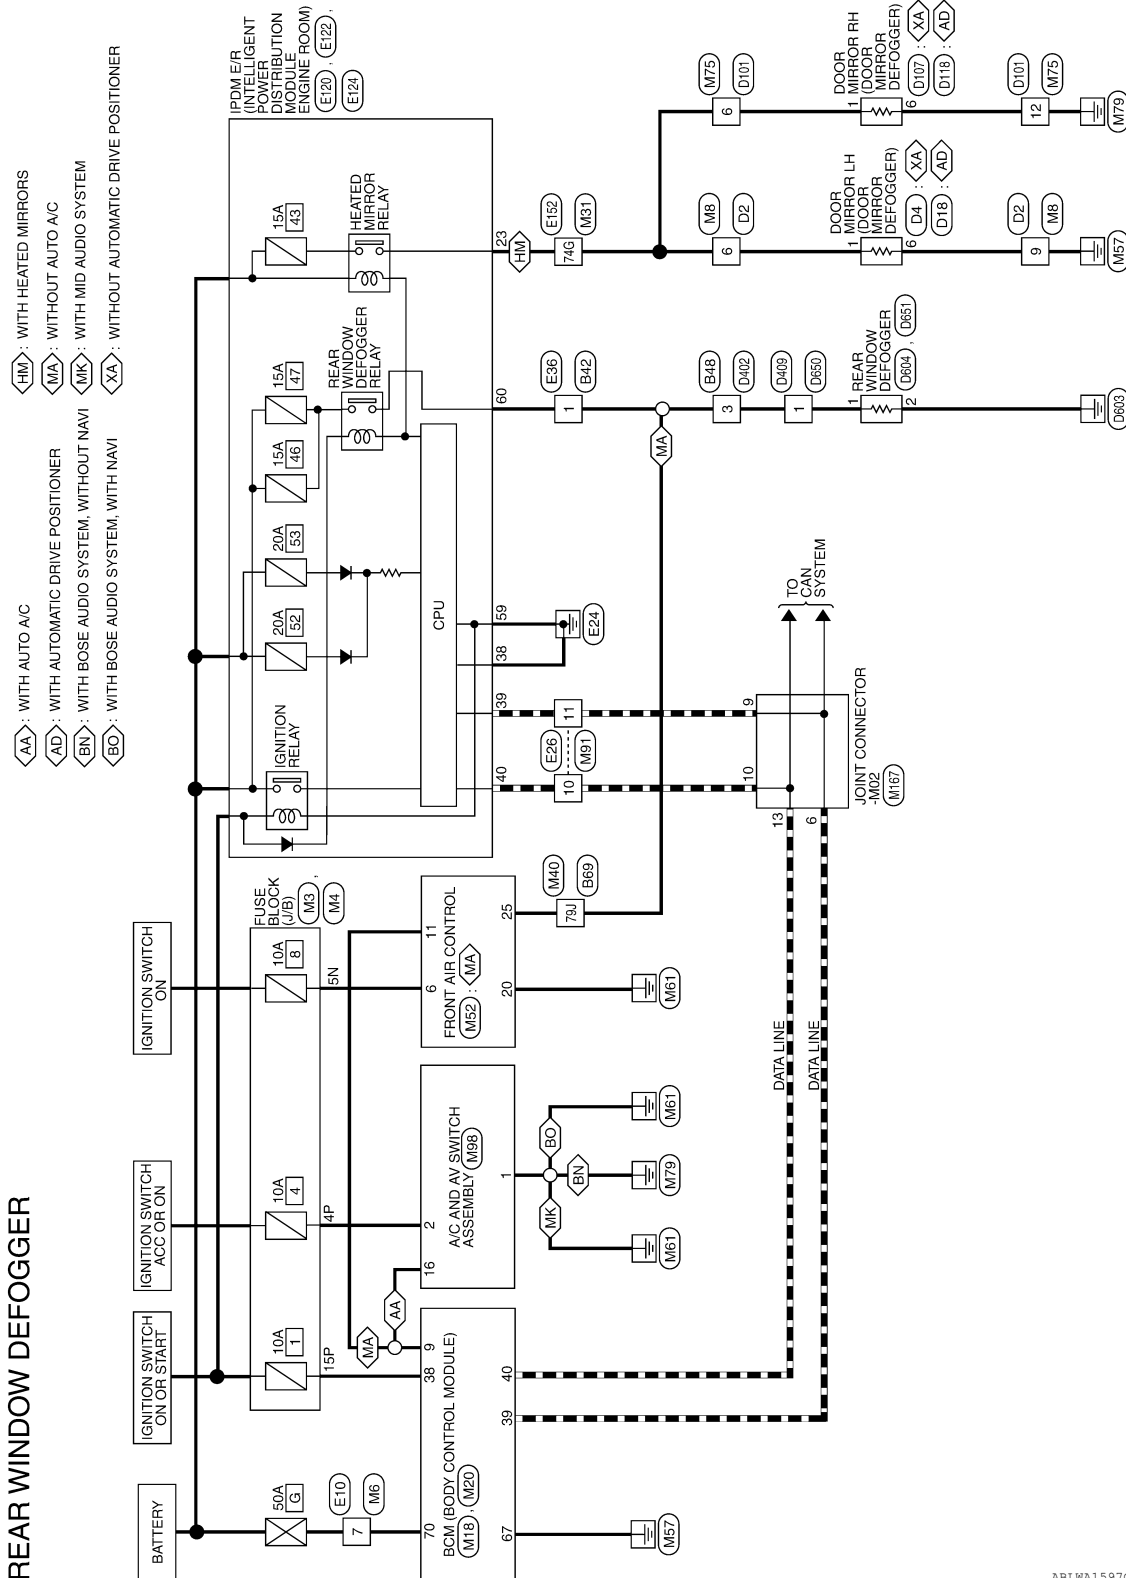 REAR WINDOW DEFOGGER
AA : WITH AUTO A/C
AD : WITH AUTOMATIC DRIVE POSITIONER
BN : WITH BOSE AUDIO SYSTEM, WITHOUT NAVI
BO : WITH BOSE AUDIO SYSTEM, WITH NAVI
HM : WITH HEATED MIRRORS
MA : WITHOUT AUTO A/C
MK : WITH MID AUDIO SYSTEM
XA : WITHOUT AUTOMATIC DRIVE POSITIONER
BATTERY
IGNITION SWITCH
ON OR START
IGNITION SWITCH
ACC OR ON
IGNITION SWITCH
ON
50A
G
7
E10
M6
10A
1
15P
10A
4
4P
10A
8
5N
FUSE
BLOCK
(J/B)
M3 ,
M4
IPDM E/R
(INTELLIGENT
POWER
DISTRIBUTION
MODULE
ENGINE ROOM)
E120 , E122 ,
E124
IGNITION
RELAY
20A
52
20A
53
15A
46
15A
47
REAR
WINDOW
DEFOGGER
RELAY
15A
43
HEATED
MIRROR
RELAY
CPU
MA
AA
70
38
9
BCM (BODY CONTROL MODULE)
M18 , M20
67
39
40
M57
16
2
A/C AND AV SWITCH
ASSEMBLY M98
1
MK
BN
BO
M61
M79
M61
6
11
FRONT AIR CONTROL
M52 : MA
20
25
M61
79J
M40
B69
40
39
38
59
60
23
10
11
E26
M91
E24
MA
1
E36
B42
HM
74G
E152
M31
3
B48
D402
1
D409
D650
1
REAR
WINDOW
DEFOGGER
D604 , D651
2
D603
6
M8
D2
1
DOOR
MIRROR LH
(DOOR
MIRROR
DEFOGGER)
D4 : XA
D18 : AD
6
9
D2
M8
M57
6
M75
D101
1
DOOR
MIRROR RH
(DOOR
MIRROR
DEFOGGER)
D107 : XA
D118 : AD
6
12
D101
M75
M79
10
9
13
6
JOINT CONNECTOR
-M02
M167
TO
CAN
SYSTEM
DATA LINE
DATA LINE